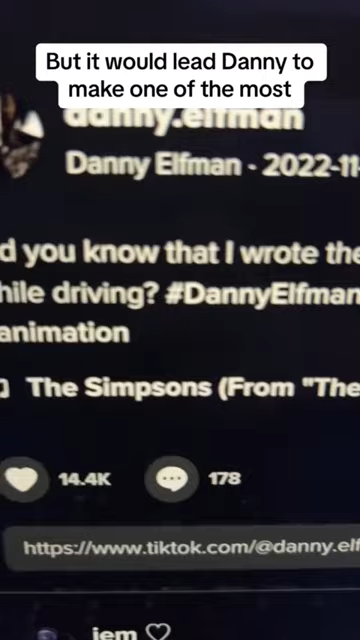 But it would lead Danny to
make one of the most
danny.elfman
Danny Elfman - 2022-11
d you know that I wrote the
hile driving? #DannyElfman
animation
The Simpsons (From "The
14.4K
178
https://www.tiktok.com/@danny.elf
jem ♡